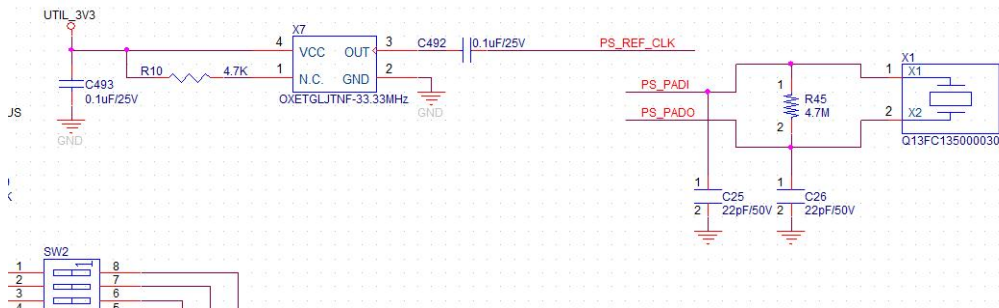 UTIL_3V3
X7
4 VCC OUT 3 C492 0.1uF/25V PS_REF_CLK
R10 4.7K 1 N.C. GND 2
C493
0.1uF/25V
OXETGLJTNF-33.33MHz
GND
GND
X1
PS_PADI 1 X1
1
R45
4.7M
PS_PADO 2 2 X2
Q13FC135000030
JS
1 C25 1 C26
2 22pF/50V 2 22pF/50V
K
SW2
1 1 8
2 7
3 6
4 5